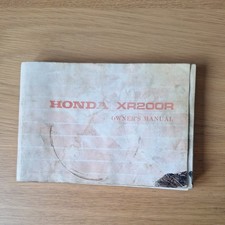 HONDA XR200R
OWNER'S MANUAL